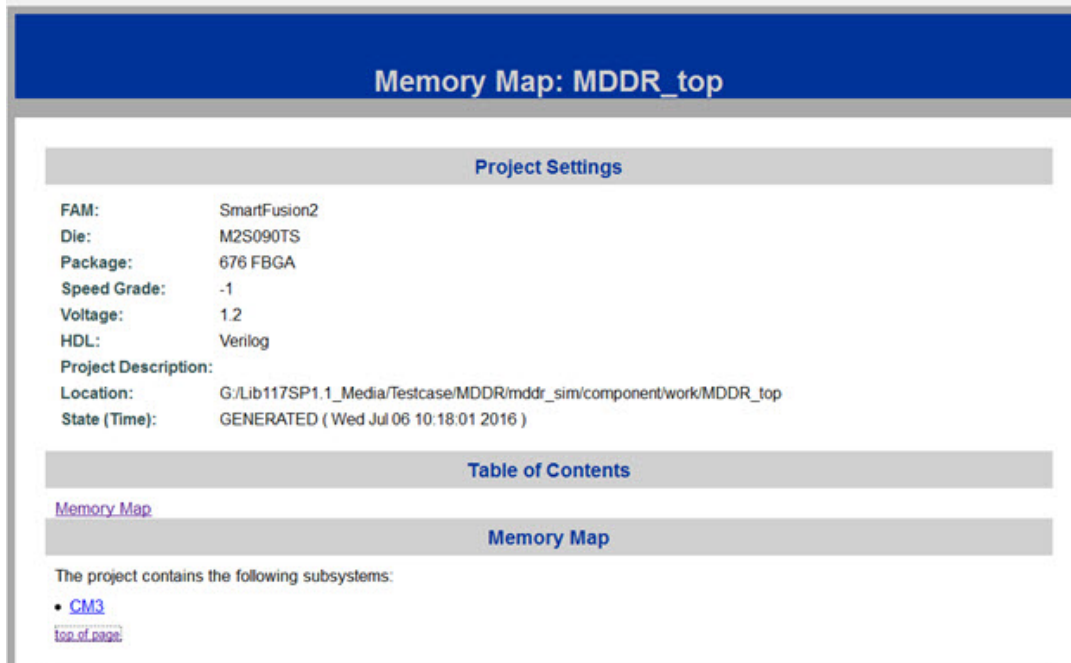 Memory Map: MDDR_top
Project Settings
FAM: SmartFusion2
Die: M2S090TS
Package: 676 FBGA
Speed Grade: -1
Voltage: 1.2
HDL: Verilog
Project Description:
Location: G:/Lib117SP1.1_Media/Testcase/MDDR/mddr_sim/component/work/MDDR_top
State (Time): GENERATED ( Wed Jul 06 10:18:01 2016 )
Table of Contents
Memory Map
Memory Map
The project contains the following subsystems:
• CM3
top of page